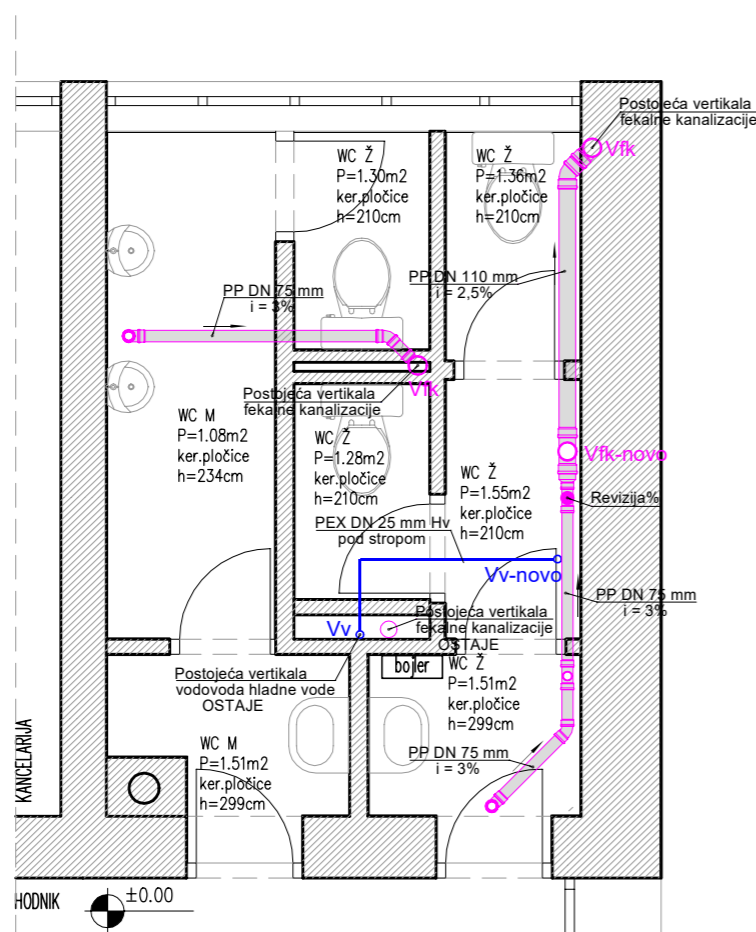 Postojeća vertikala
fekalne kanalizacije
Vfk
WC Ž
P=1.30m2
ker.pločice
h=210cm
WC Ž
P=1.36m2
ker.pločice
h=210cm
PP DN 75 mm
i = 3%
PP DN 110 mm
i = 2,5%
Vfk
Postojeća vertikala
fekalne kanalizacije
WC M
P=1.08m2
ker.pločice
h=234cm
WC Ž
P=1.28m2
ker.pločice
h=210cm
Vfk-novo
WC Ž
P=1.55m2
ker.pločice
h=210cm
Revizija%
PEX DN 25 mm Hv
pod stropom
Vv-novo
PP DN 75 mm
i = 3%
Vv
Postojeća vertikala
fekalne kanalizacije
OSTAJE
Postojeća vertikala
vodovoda hladne vode
OSTAJE
bojler
WC Ž
P=1.51m2
ker.pločice
h=299cm
WC M
P=1.51m2
ker.pločice
h=299cm
PP DN 75 mm
i = 3%
KANCELARIJA
HODNIK
±0.00